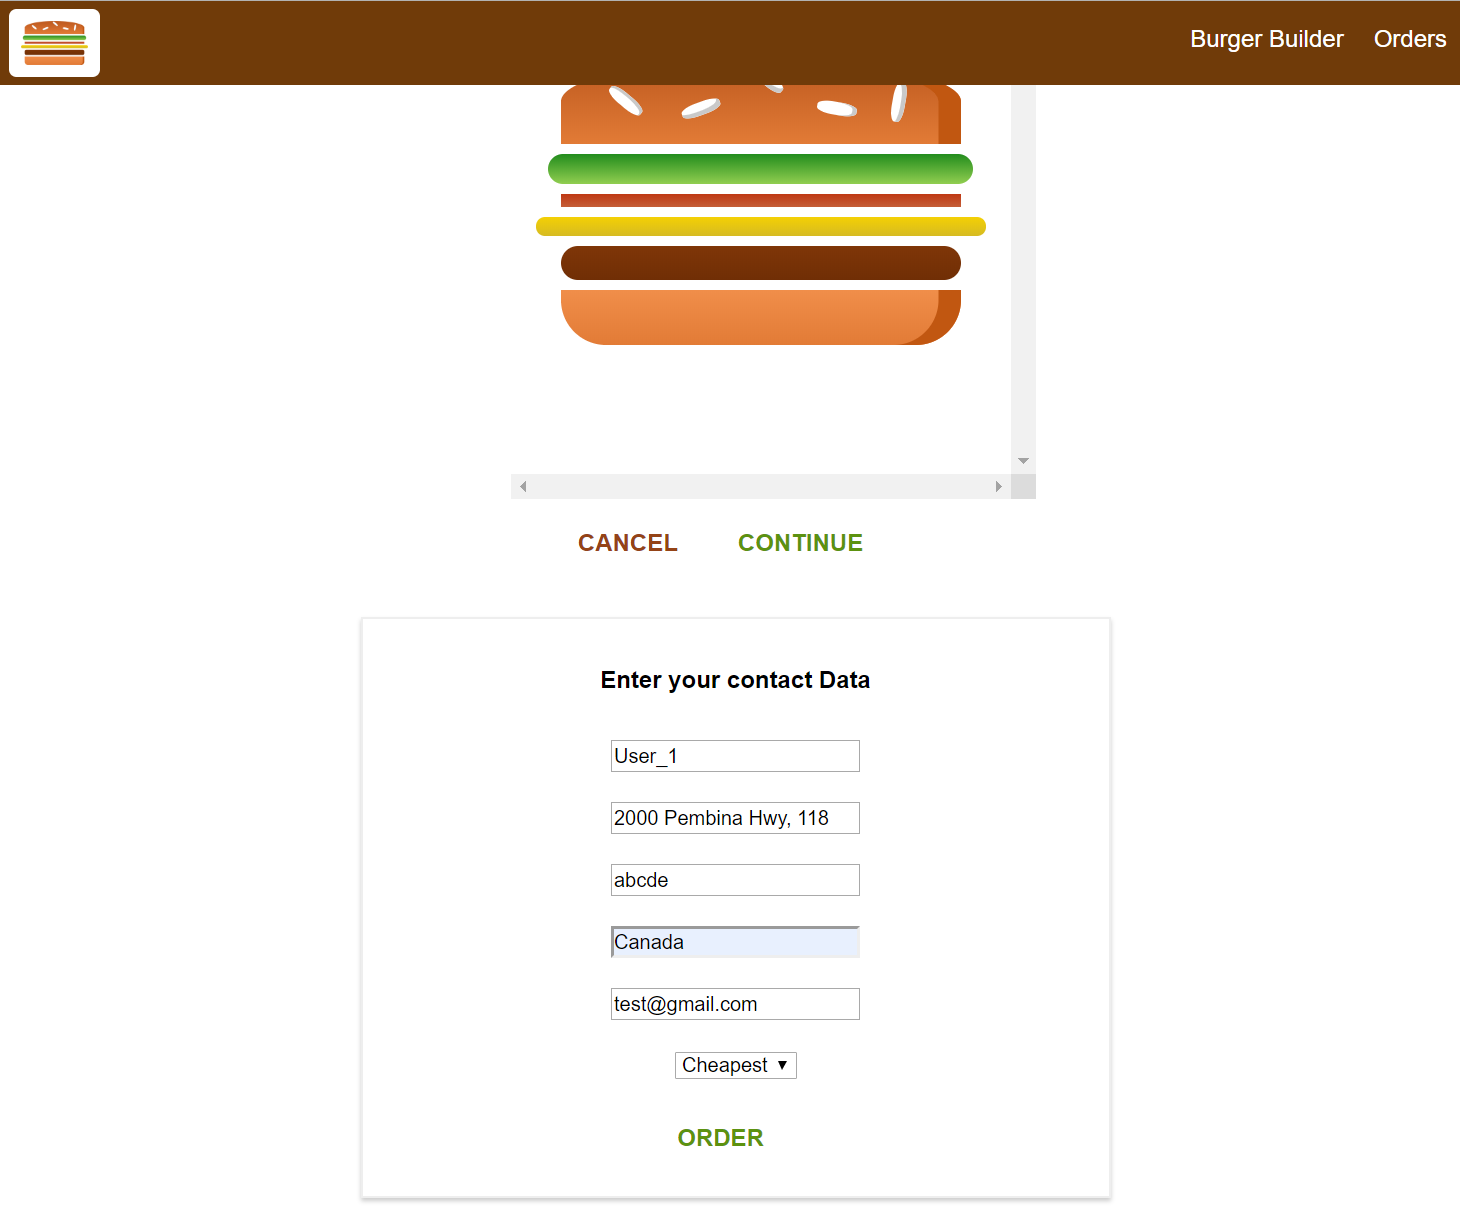 Burger Builder Orders
CANCEL CONTINUE
Enter your contact Data
User_1
2000 Pembina Hwy, 118
abcde
Canada
test@gmail.com
Cheapest
ORDER